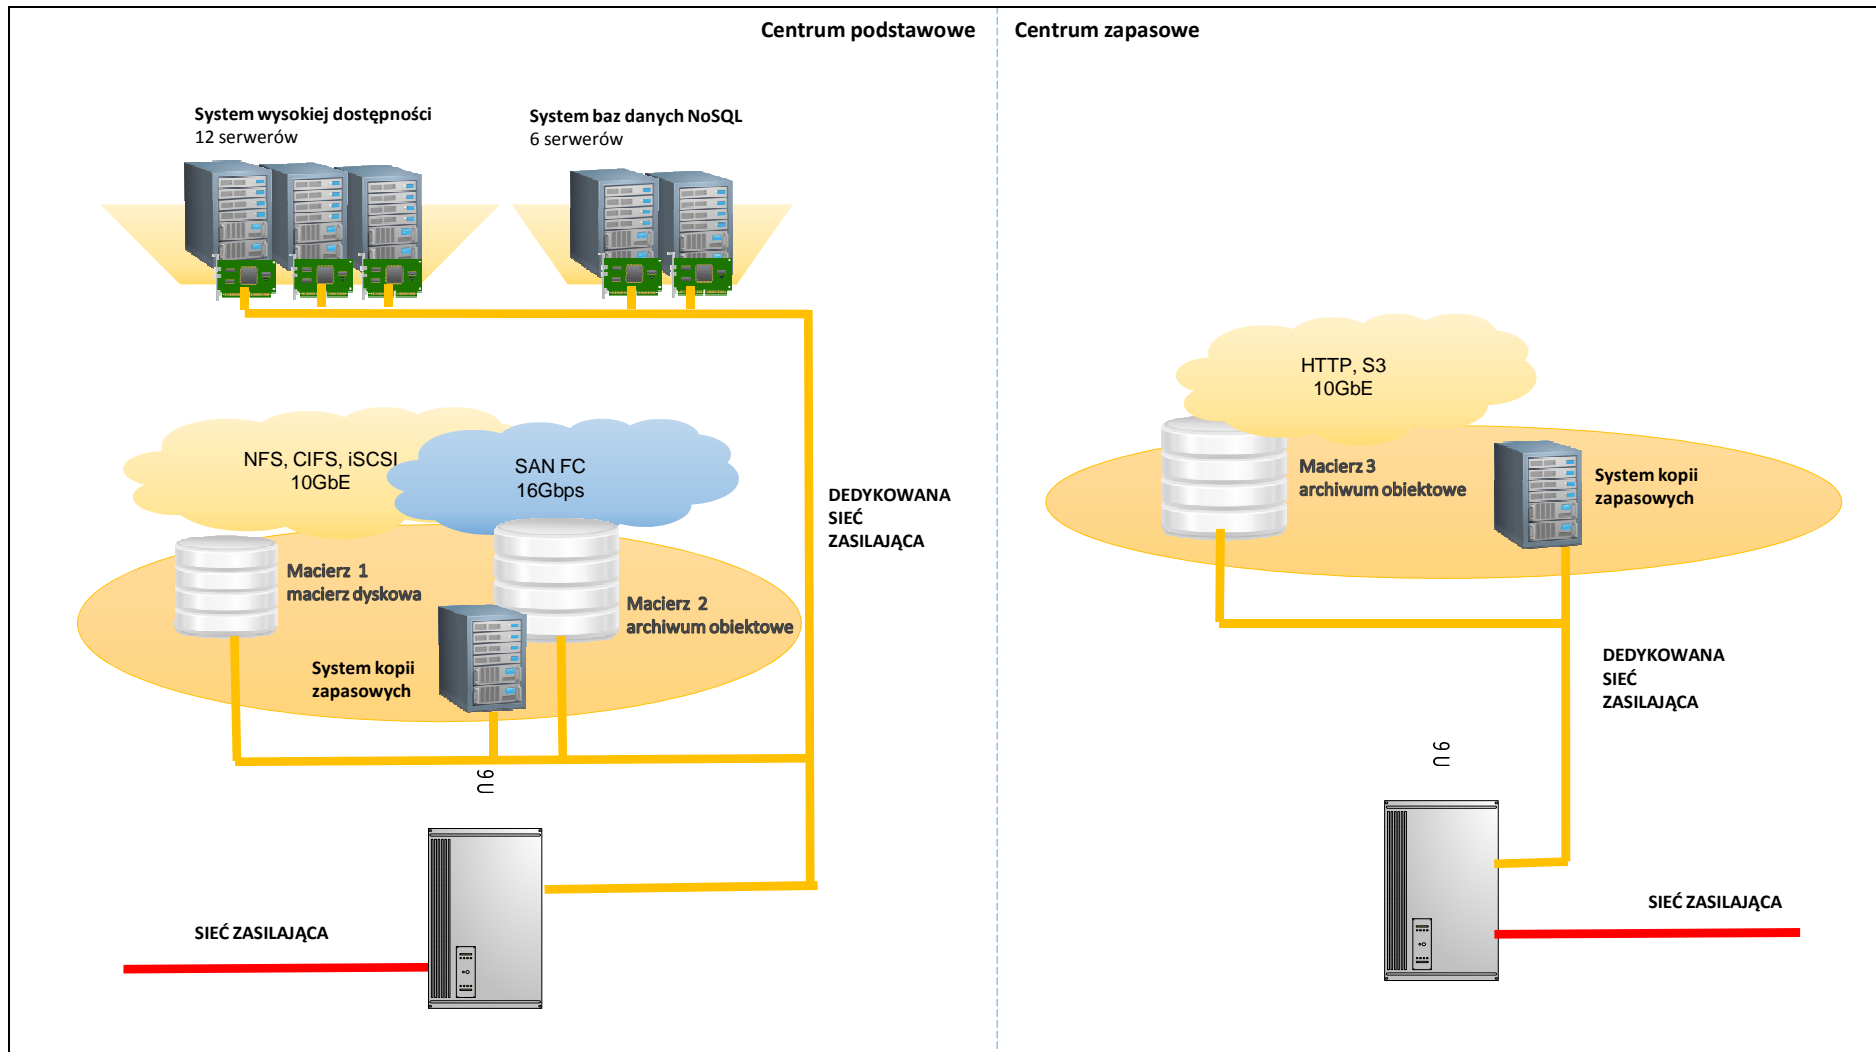 Centrum podstawowe
Centrum zapasowe
System wysokiej dostępności
12 serwerów
System baz danych NoSQL
6 serwerów
NFS, CIFS, iSCSI
10GbE
SAN FC
16Gbps
Macierz 1
macierz dyskowa
Macierz 2
archiwum obiektowe
System kopii
zapasowych
DEDYKOWANA
SIEĆ
ZASILAJĄCA
9U
SIEĆ ZASILAJĄCA
HTTP, S3
10GbE
Macierz 3
archiwum obiektowe
System kopii
zapasowych
DEDYKOWANA
SIEĆ
ZASILAJĄCA
9U
SIEĆ ZASILAJĄCA